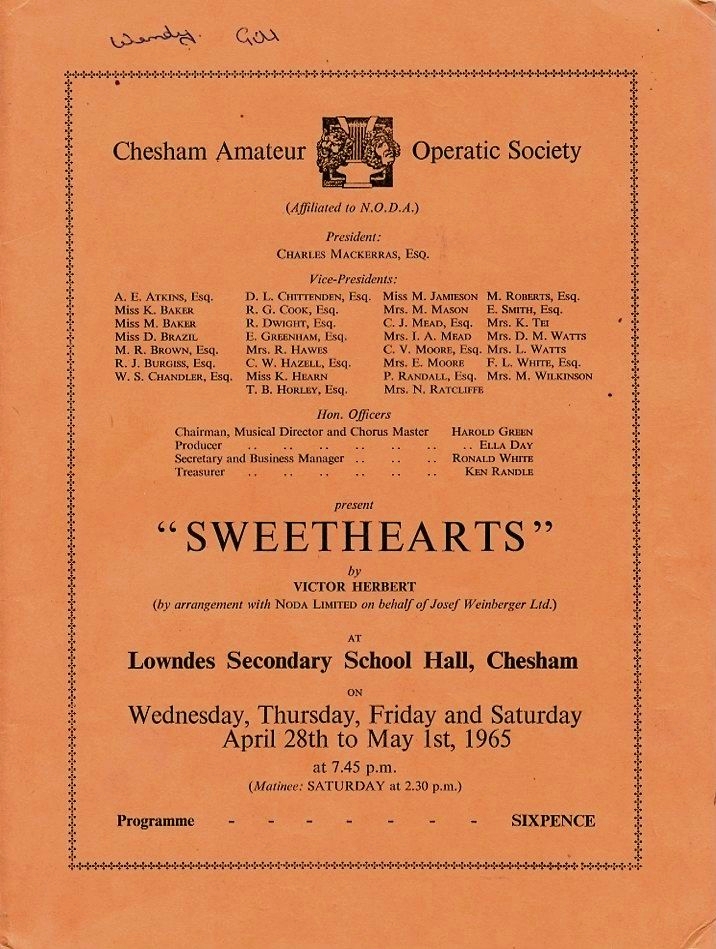 Wendy. Gill
Chesham Amateur Operatic Society
(Affiliated to N.O.D.A.)
President:
CHARLES MACKERRAS, ESQ.
Vice-Presidents:
A. E. ATKINS, Esq. D. L. CHITTENDEN, Esq. Miss M. JAMIESON M. ROBERTS, Esq.
Miss K. BAKER R. G. COOK, Esq. Mrs. M. MASON E. SMITH, Esq.
Miss M. BAKER R. DWIGHT, Esq. C. J. MEAD, Esq. Mrs. K. TEI
Miss D. BRAZIL E. GREENHAM, Esq. Mrs. I. A. MEAD Mrs. D. M. WATTS
M. R. BROWN, Esq. Mrs. R. HAWES C. V. MOORE, Esq. Mrs. L. WATTS
R. J. BURGISS, Esq. C. W. HAZELL, Esq. Mrs. E. MOORE F. L. WHITE, Esq.
W. S. CHANDLER, Esq. Miss K. HEARN P. RANDALL, Esq. Mrs. M. WILKINSON
T. B. HORLEY, Esq. Mrs. N. RATCLIFFE
Hon. Officers
Chairman, Musical Director and Chorus Master HAROLD GREEN
Producer .. .. .. .. .. .. .. ELLA DAY
Secretary and Business Manager .. .. .. RONALD WHITE
Treasurer .. .. .. .. .. .. KEN RANDLE
present
“SWEETHEARTS”
by
VICTOR HERBERT
(by arrangement with NODA LIMITED on behalf of Josef Weinberger Ltd.)
AT
Lowndes Secondary School Hall, Chesham
ON
Wednesday, Thursday, Friday and Saturday
April 28th to May 1st, 1965
at 7.45 p.m.
(Matinee: SATURDAY at 2.30 p.m.)
Programme - - - - - - - SIXPENCE